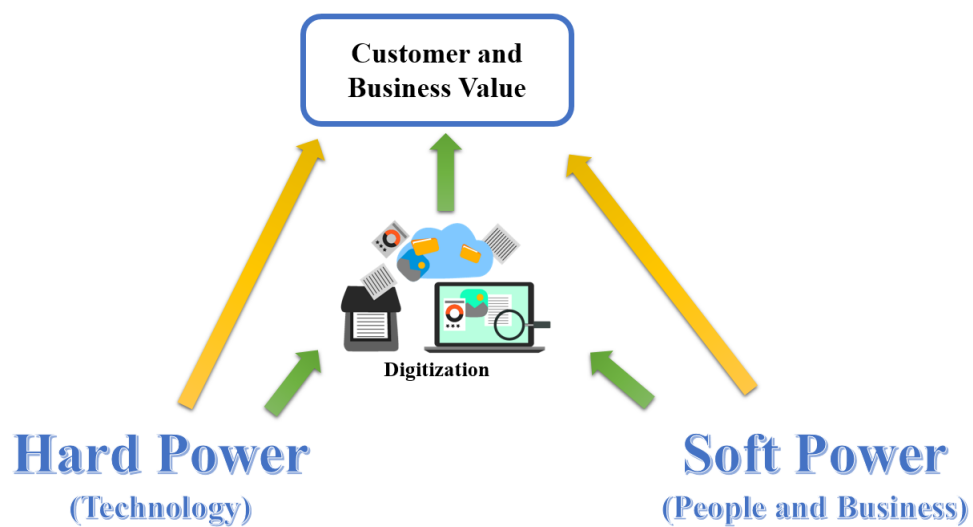 Customer and
Business Value
Digitization
Hard Power
(Technology)
Soft Power
(People and Business)